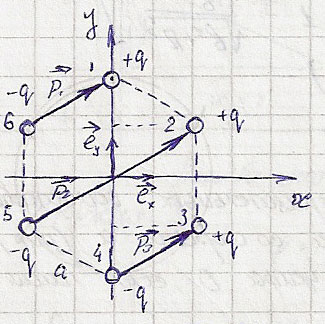 y
1 +q
-q P₁
6
2 +q
e_y
P₂ e_x x
5 3
-q a 4 P₃ +q
-q